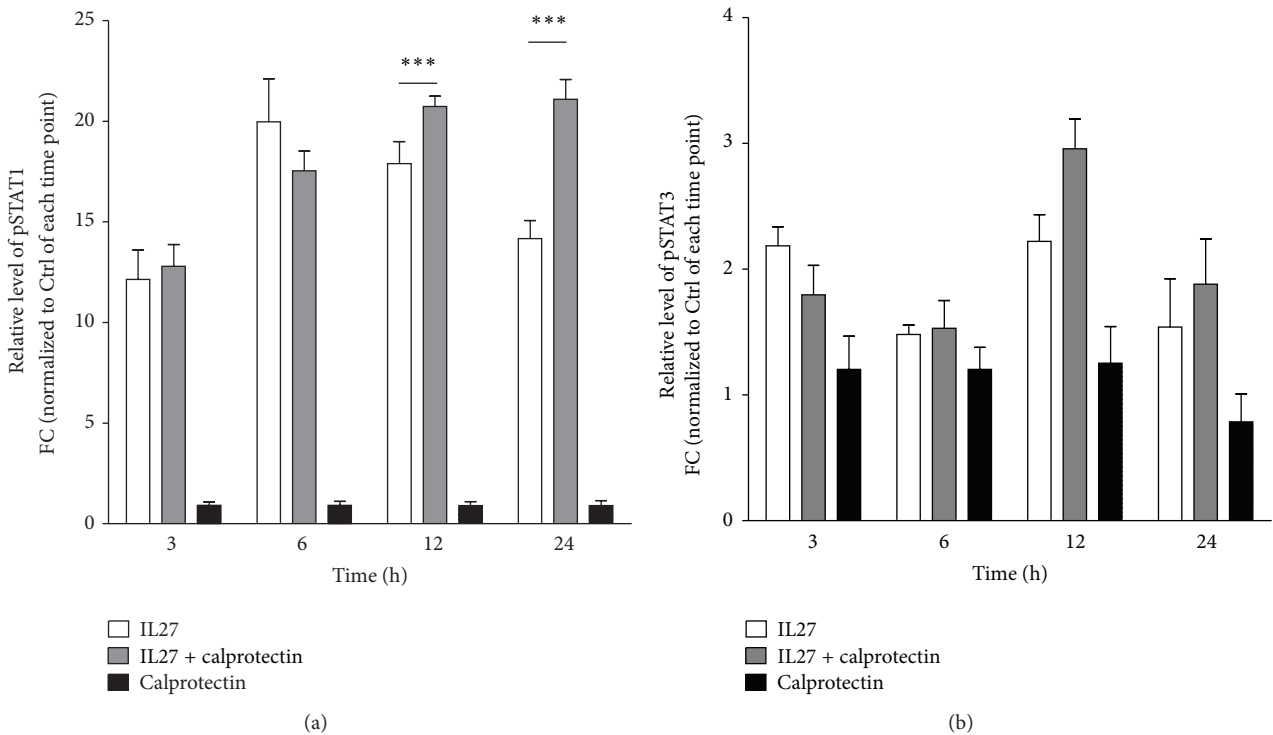 Relative level of pSTAT1
FC (normalized to Ctrl of each time point)
25
20
15
10
5
0
***
***
3 6 12 24
Time (h)
IL27
IL27 + calprotectin
Calprotectin
(a)
Relative level of pSTAT3
FC (normalized to Ctrl of each time point)
4
3
2
1
0
3 6 12 24
Time (h)
IL27
IL27 + calprotectin
Calprotectin
(b)